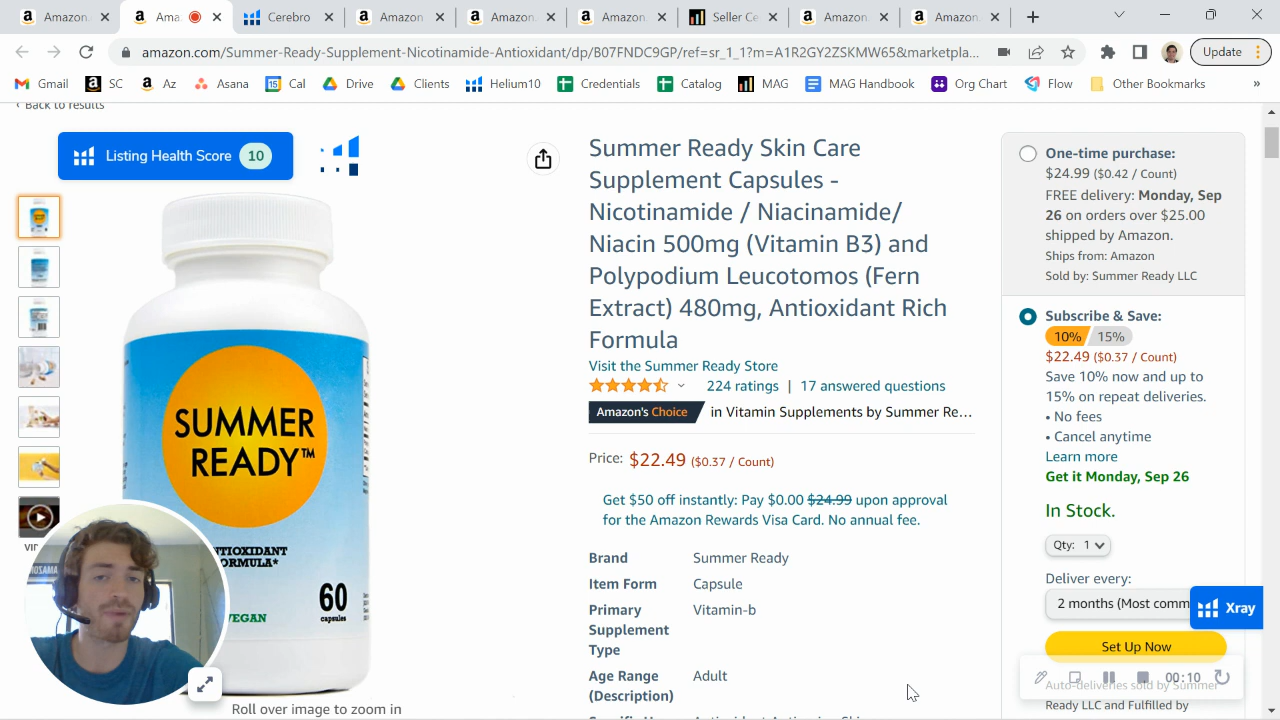 Amazon.
Ama
Cerebro
Amazon
Amazon.
Amazon
Seller Ce
Amazon.
Amazon.
amazon.com/Summer-Ready-Supplement-Nicotinamide-Antioxidant/dp/B07FNDC9GP/ref=sr_1_1?m=A1R2GY2ZSKMW65&marketpla...
Update
Gmail
SC
Az
Asana
15
Cal
Drive
Clients
Helium10
Credentials
Catalog
MAG
MAG Handbook
Org Chart
Flow
Other Bookmarks
»
‹ Back to results
Listing Health Score 10
SUMMER
READY™
FORMULA*
VEGAN
60
capsules
Roll over image to zoom in
Summer Ready Skin Care
Supplement Capsules -
Nicotinamide / Niacinamide/
Niacin 500mg (Vitamin B3) and
Polypodium Leucotomos (Fern
Extract) 480mg, Antioxidant Rich
Formula
Visit the Summer Ready Store
224 ratings | 17 answered questions
Amazon's Choice in Vitamin Supplements by Summer Re...
Price: $22.49 ($0.37 / Count)
Get $50 off instantly: Pay $0.00 $24.99 upon approval
for the Amazon Rewards Visa Card. No annual fee.
Brand Summer Ready
Item Form Capsule
Primary Vitamin-b
Supplement
Type
Age Range Adult
(Description)
One-time purchase:
$24.99 ($0.42 / Count)
FREE delivery: Monday, Sep
26 on orders over $25.00
shipped by Amazon.
Ships from: Amazon
Sold by: Summer Ready LLC
Subscribe & Save:
10% 15%
$22.49 ($0.37 / Count)
Save 10% now and up to
15% on repeat deliveries.
• No fees
• Cancel anytime
Learn more
Get it Monday, Sep 26
In Stock.
Qty: 1
Deliver every:
2 months (Most comm
Xray
Set Up Now
00:10
Auto-deliveries sold by Summer
Ready LLC and Fulfilled by